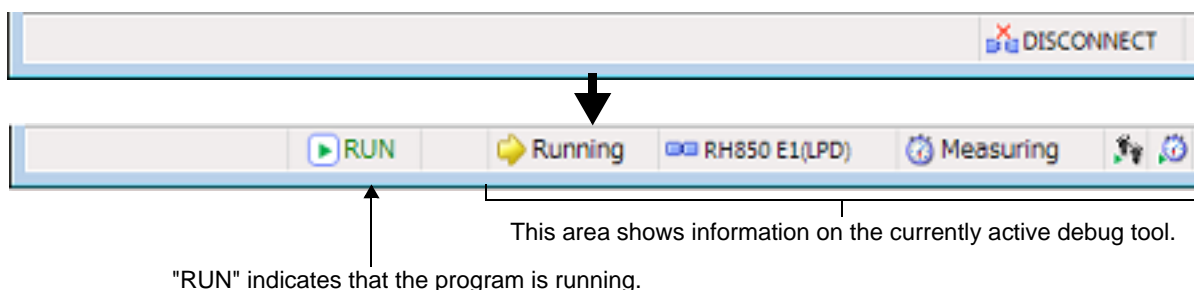 DISCONNECT
RUN Running RH850 E1(LPD) Measuring
This area shows information on the currently active debug tool.
"RUN" indicates that the program is running.